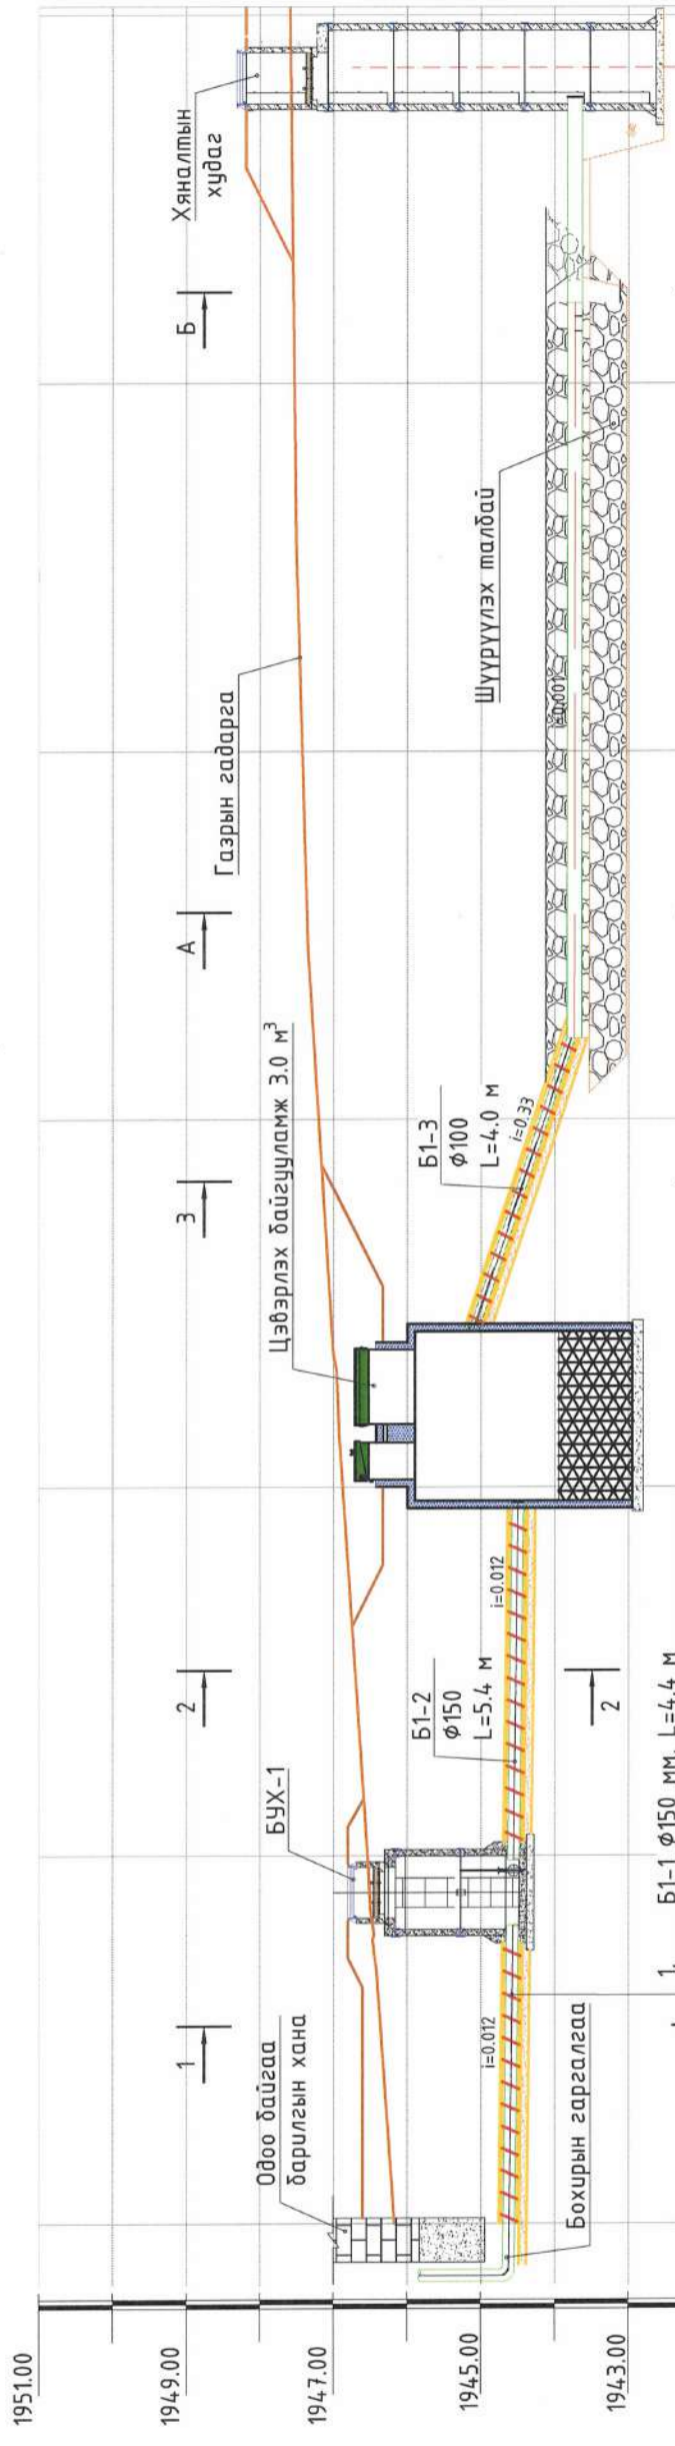 1951.00
1949.00
1947.00
1945.00
1943.00
Одоо байгаа
барилгын хана
1
БУХ-1
2
Цэвэрлэх байгууламж 3.0 м³
3
А
Газрын гадарга
Б
Хяналтын
худаг
Бохирын гаргалгаа
i=0.012
1.
Б1-1 ф150 мм, L=4.4 м
Б1-2
ф150
L=5.4 м
i=0.012
2
Б1-3
ф100
L=4.0 м
i=0.33
i=0.001
Шүүрүүлэх талбай